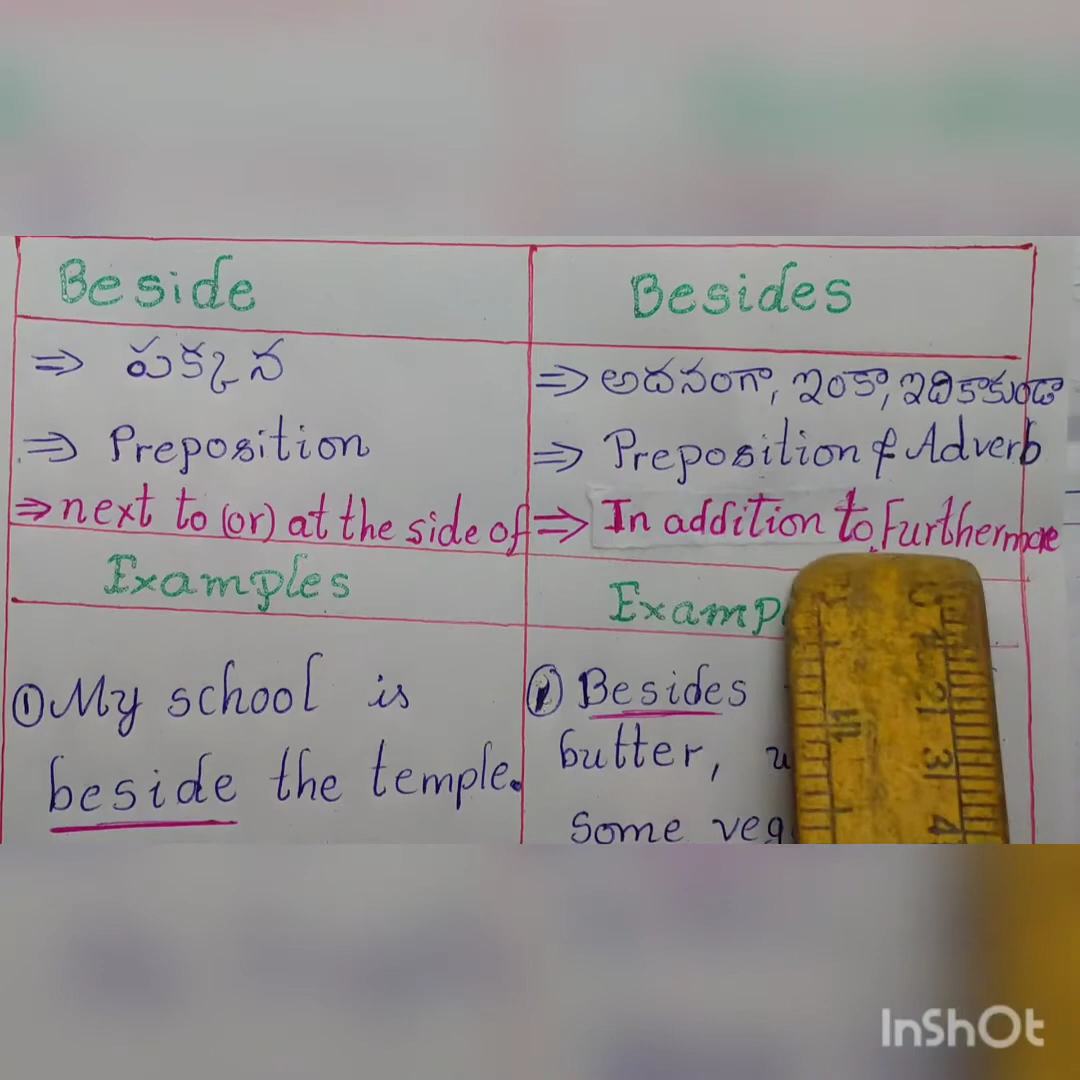 Beside
⇒ పక్కన
⇒ Preposition
⇒ next to (or) at the side of
Examples
① My school is
beside the temple.
Besides
⇒ అదనంగా, ఇంకా, ఇదికాకుండా
⇒ Preposition & Adverb
⇒ In addition to, Furthermore
① Besides
butter,
some
InShOt